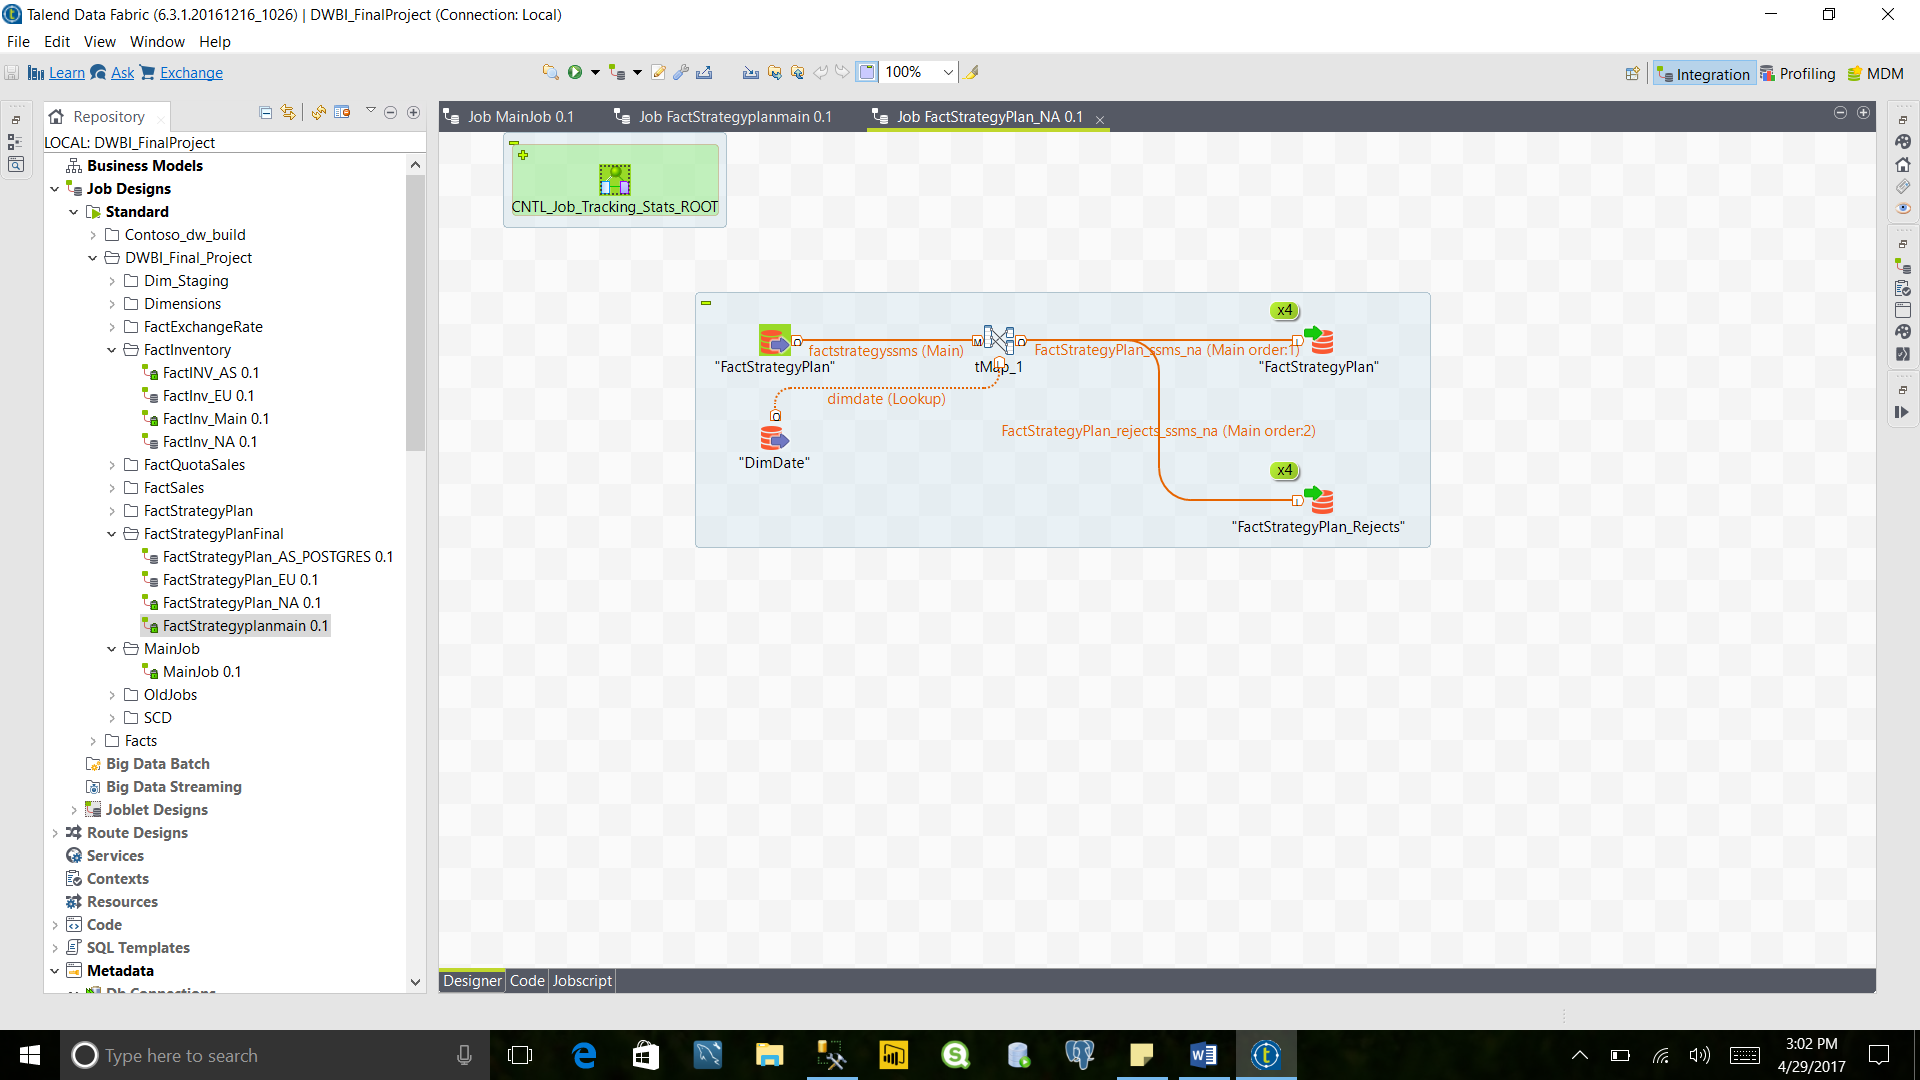 Talend Data Fabric (6.3.1.20161216_1026) | DWBI_FinalProject (Connection: Local)
File Edit View Window Help
Learn Ask Exchange
100%
Integration Profiling MDM
Repository
LOCAL: DWBI_FinalProject
Business Models
Job Designs
Standard
Contoso_dw_build
DWBI_Final_Project
Dim_Staging
Dimensions
FactExchangeRate
FactInventory
FactINV_AS 0.1
FactInv_EU 0.1
FactInv_Main 0.1
FactInv_NA 0.1
FactQuotaSales
FactSales
FactStrategyPlan
FactStrategyPlanFinal
FactStrategyPlan_AS_POSTGRES 0.1
FactStrategyPlan_EU 0.1
FactStrategyPlan_NA 0.1
FactStrategyplanmain 0.1
MainJob
MainJob 0.1
OldJobs
SCD
Facts
Big Data Batch
Big Data Streaming
Joblet Designs
Route Designs
Services
Contexts
Resources
Code
SQL Templates
Metadata
Db Connections
Job MainJob 0.1
Job FactStrategyplanmain 0.1
Job FactStrategyPlan_NA 0.1
CNTL_Job_Tracking_Stats_ROOT
x4
factstrategyssms (Main)
FactStrategyPlan_ssms_na (Main order:1)
"FactStrategyPlan"
tMap_1
"FactStrategyPlan"
dimdate (Lookup)
FactStrategyPlan_rejects_ssms_na (Main order:2)
"DimDate"
x4
"FactStrategyPlan_Rejects"
Designer Code Jobscript
Type here to search
3:02 PM
4/29/2017